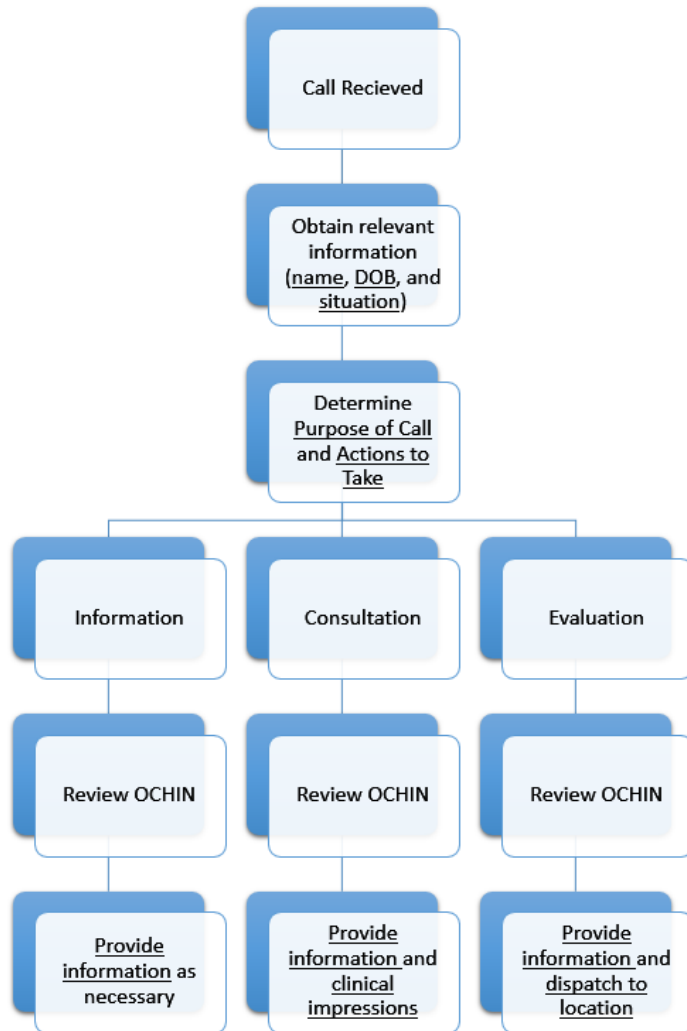 Call Recieved
Obtain relevant
information
(name, DOB, and
situation)
Determine
Purpose of Call
and Actions to
Take
Information
Consultation
Evaluation
Review OCHIN
Review OCHIN
Review OCHIN
Provide
information as
necessary
Provide
information and
clinical
impressions
Provide
information and
dispatch to
location